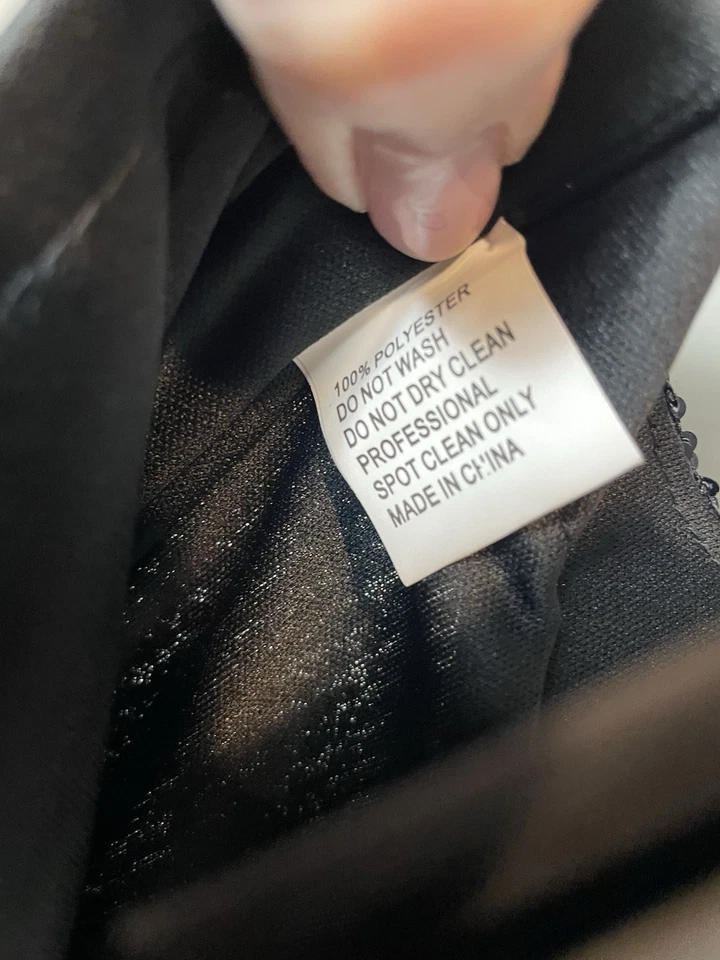 100% POLYESTER
DO NOT WASH
DO NOT DRY CLEAN
PROFESSIONAL
SPOT CLEAN ONLY
MADE IN CHINA